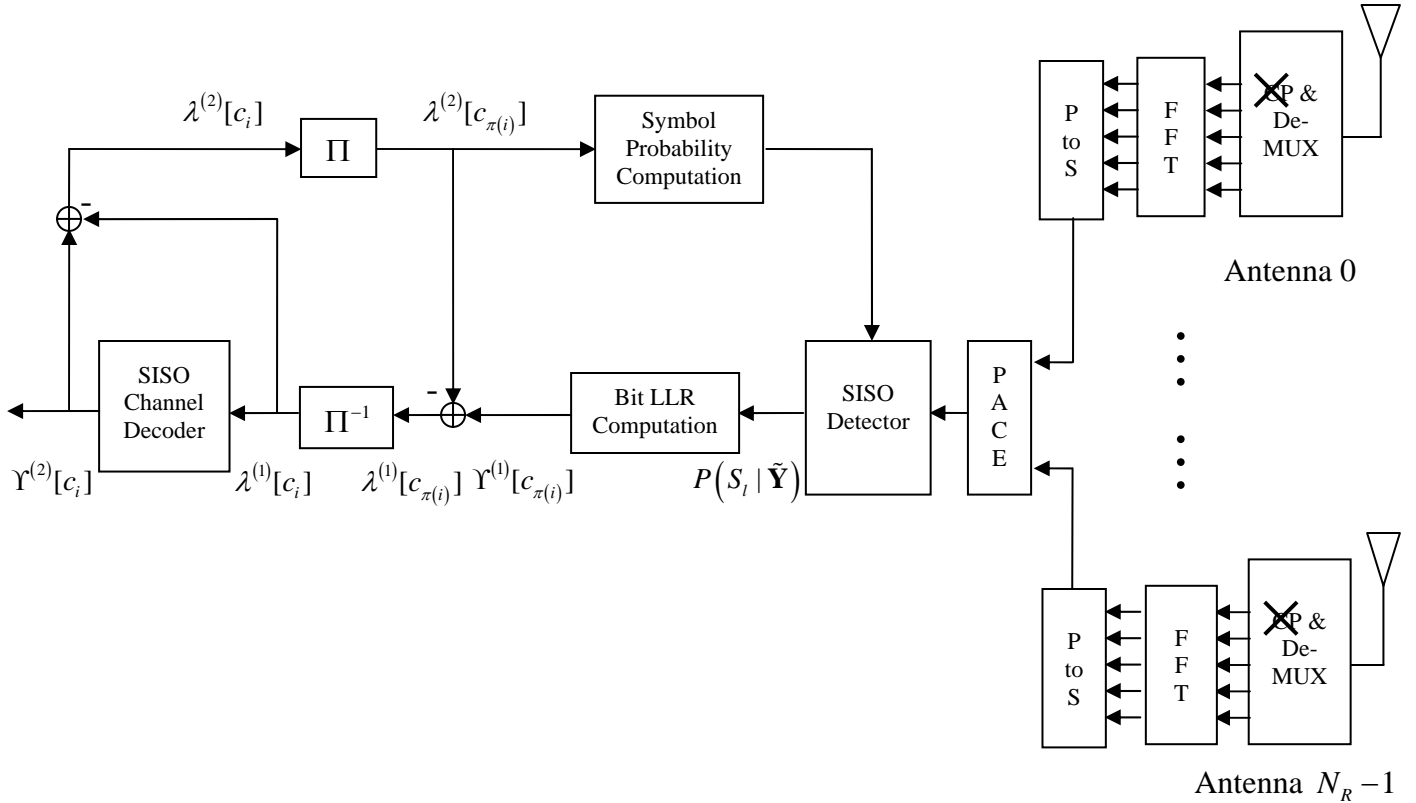 λ^(2)[c_i]
Π
λ^(2)[c_π(i)]
Symbol
Probability
Computation
-
P
to
S
F
F
T
CP &
De-
MUX
Antenna 0
SISO
Channel
Decoder
Π^−1
-
Bit LLR
Computation
SISO
Detector
P
A
C
E
ϒ^(2)[c_i]
λ^(1)[c_i]
λ^(1)[c_π(i)]
ϒ^(1)[c_π(i)]
P(S_l | Ỹ)
P
to
S
F
F
T
CP &
De-
MUX
Antenna N_R −1